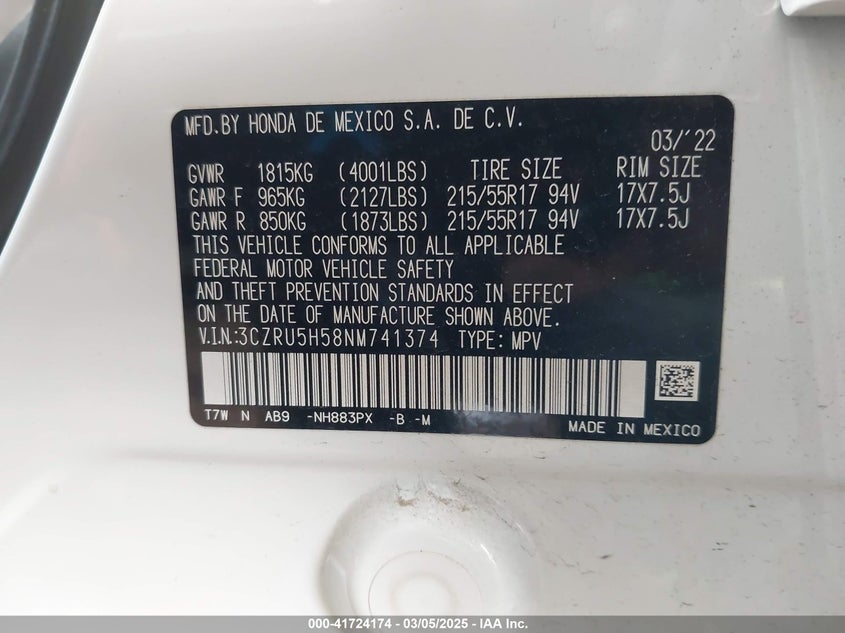 MFD.BY HONDA DE MEXICO S.A. DE C.V.
03/'22
GVWR 1815KG (4001LBS) TIRE SIZE RIM SIZE
GAWR F 965KG (2127LBS) 215/55R17 94V 17X7.5J
GAWR R 850KG (1873LBS) 215/55R17 94V 17X7.5J
THIS VEHICLE CONFORMS TO ALL APPLICABLE
FEDERAL MOTOR VEHICLE SAFETY
AND THEFT PREVENTION STANDARDS IN EFFECT
ON THE DATE OF MANUFACTURE SHOWN ABOVE.
V.I.N:3CZRU5H58NM741374 TYPE: MPV
T7W N AB9 -NH883PX -B -M
MADE IN MEXICO
000-41724174 - 03/05/2025 - IAA Inc.